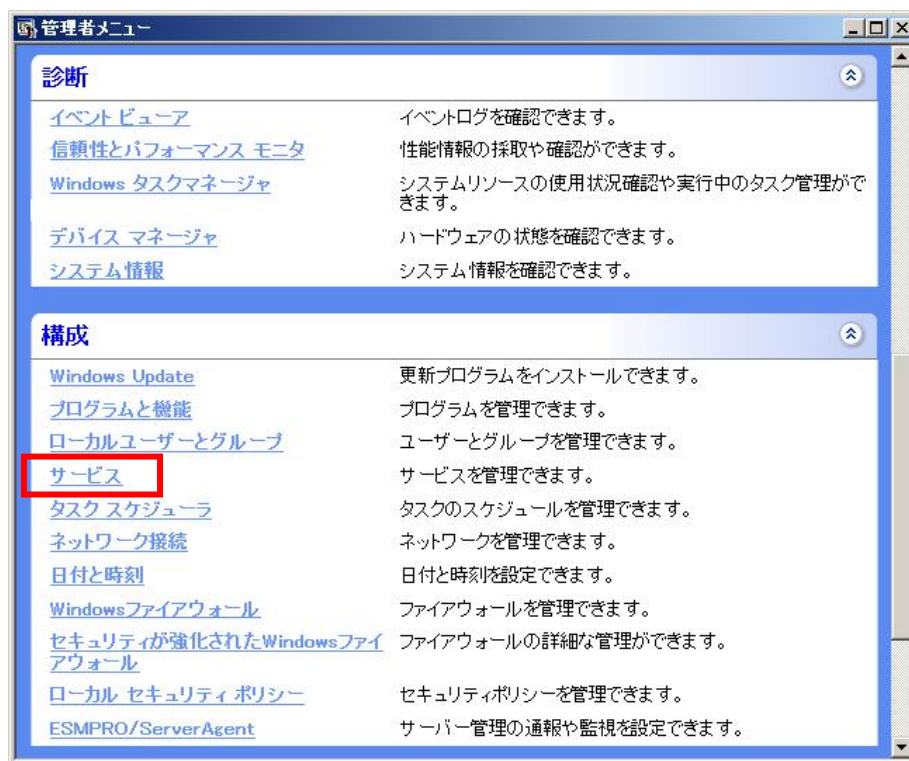 管理者メニュー
診断
イベント ビューア
イベントログを確認できます。
信頼性とパフォーマンス モニタ
性能情報の採取や確認ができます。
Windows タスクマネージャ
システムリソースの使用状況確認や実行中のタスク管理がで
きます。
デバイス マネージャ
ハードウェアの状態を確認できます。
システム情報
システム情報を確認できます。
構成
Windows Update
更新プログラムをインストールできます。
プログラムと機能
プログラムを管理できます。
ローカルユーザーとグループ
ユーザーとグループを管理できます。
サービス
サービスを管理できます。
タスク スケジューラ
タスクのスケジュールを管理できます。
ネットワーク接続
ネットワークを管理できます。
日付と時刻
日付と時刻を設定できます。
Windowsファイアウォール
ファイアウォールを管理できます。
セキュリティが強化されたWindowsファイ
アウォール
ファイアウォールの詳細な管理ができます。
ローカル セキュリティ ポリシー
セキュリティポリシーを管理できます。
ESMPRO/ServerAgent
サーバー管理の通報や監視を設定できます。